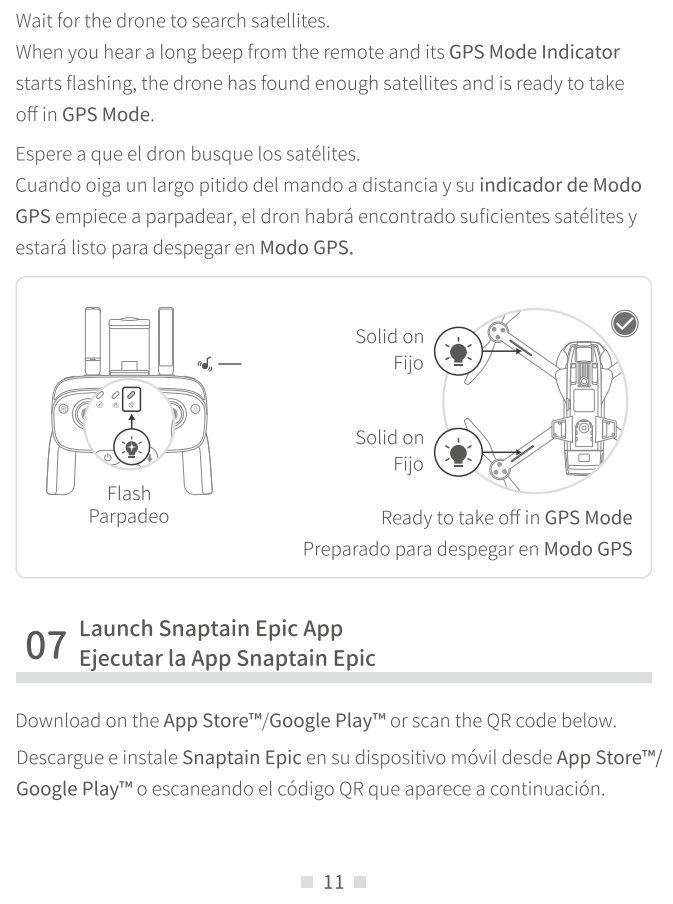 Wait for the drone to search satellites.
When you hear a long beep from the remote and its GPS Mode Indicator
starts flashing, the drone has found enough satellites and is ready to take
off in GPS Mode.
Espere a que el dron busque los satélites.
Cuando oiga un largo pitido del mando a distancia y su indicador de Modo
GPS empiece a parpadear, el dron habrá encontrado suficientes satélites y
estará listo para despegar en Modo GPS.
Solid on
Fijo
Solid on
Fijo
Flash
Parpadeo
Ready to take off in GPS Mode
Preparado para despegar en Modo GPS
07
Launch Snaptain Epic App
Ejecutar la App Snaptain Epic
Download on the App Store™/Google Play™ or scan the QR code below.
Descargue e instale Snaptain Epic en su dispositivo móvil desde App Store™/
Google Play™ o escaneando el código QR que aparece a continuación.
11